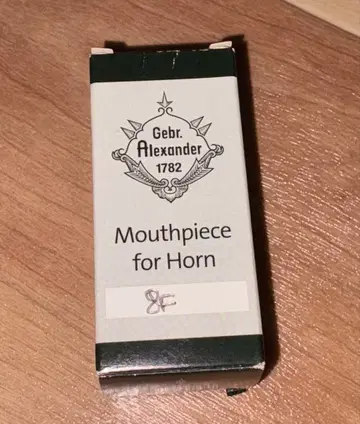 Gebr.
Alexander
1782
Mouthpiece
for Horn
8F